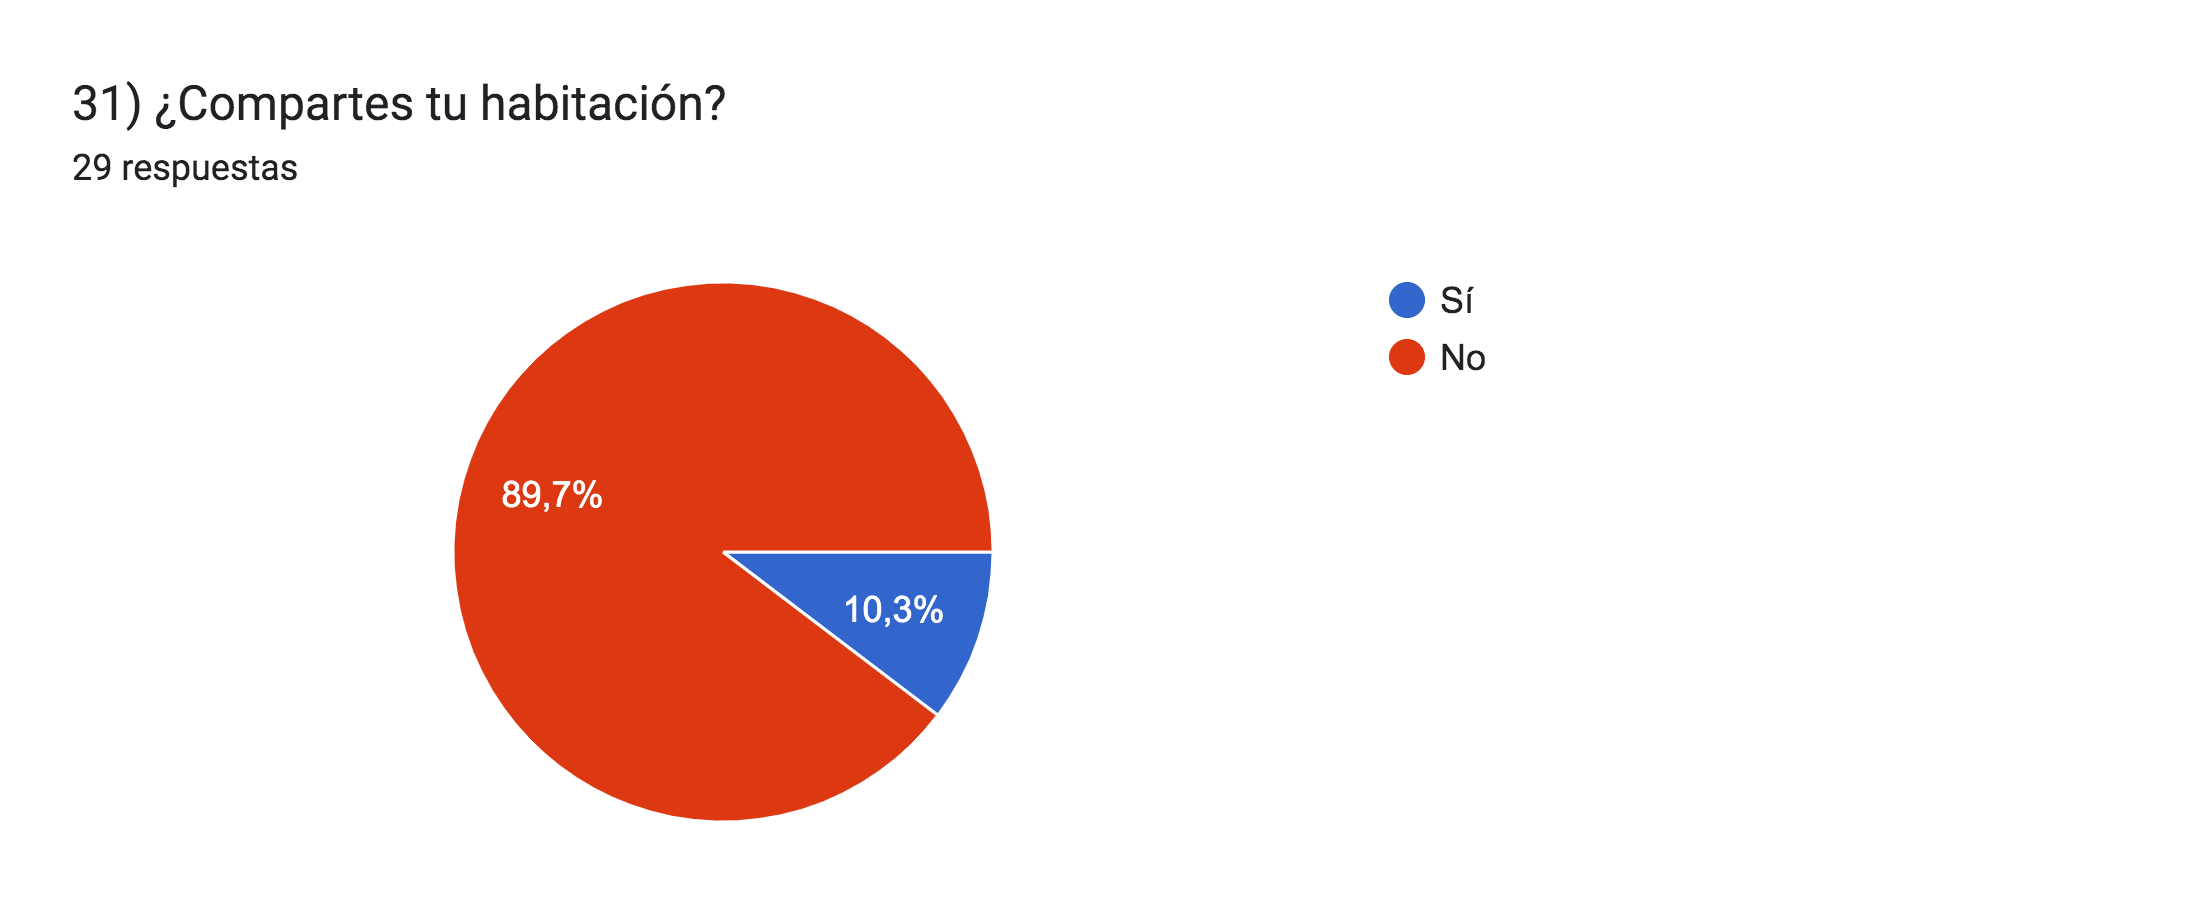 31) ¿Compartes tu habitación?
29 respuestas
Sí
No
89,7%
10,3%